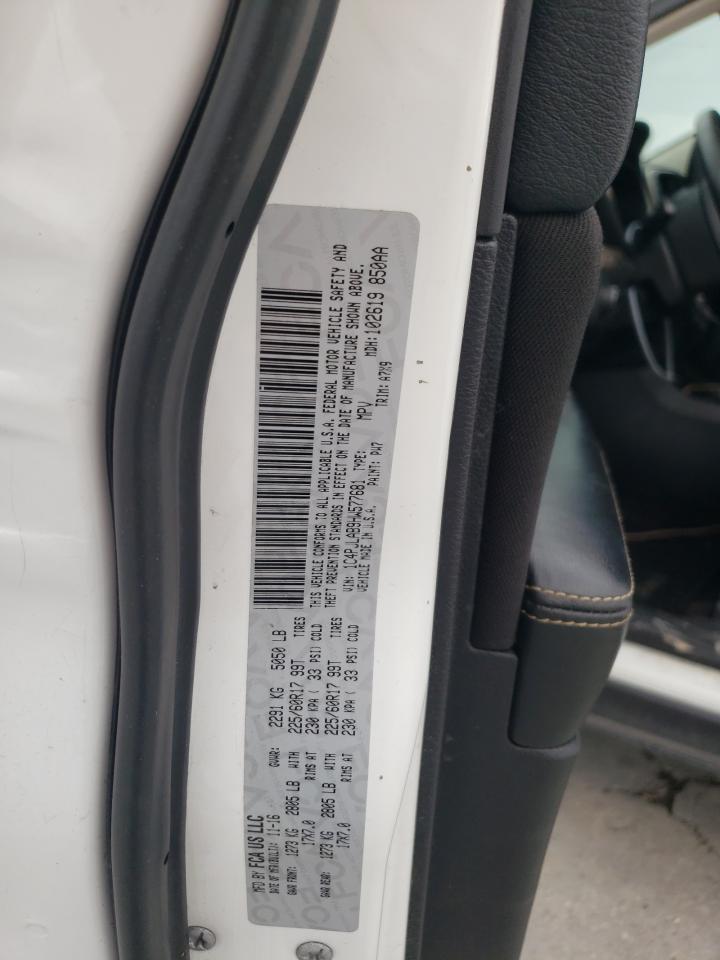 MFD BY FCA US LLC
DATE OF MFR(BUILT): 11-16 GVWR: 2291 KG 5050 LB
GAWR FRONT: 1273 KG 2805 LB WITH 225/60R17 99T TIRES
17X7.0 RIMS AT 230 KPA ( 33 PSI) COLD
GAWR REAR: 1273 KG 2805 LB WITH 225/60R17 99T TIRES
17X7.0 RIMS AT 230 KPA ( 33 PSI) COLD
THIS VEHICLE CONFORMS TO ALL APPLICABLE U.S.A. FEDERAL MOTOR VEHICLE SAFETY AND
THEFT PREVENTION STANDARDS IN EFFECT ON THE DATE OF MANUFACTURE SHOWN ABOVE.
VIN: 1C4PJLAB9HW577681 TYPE: MPV MDH: 102619 850AA
VEHICLE MADE IN U.S.A. PAINT: PW7 TRIM: A7X9